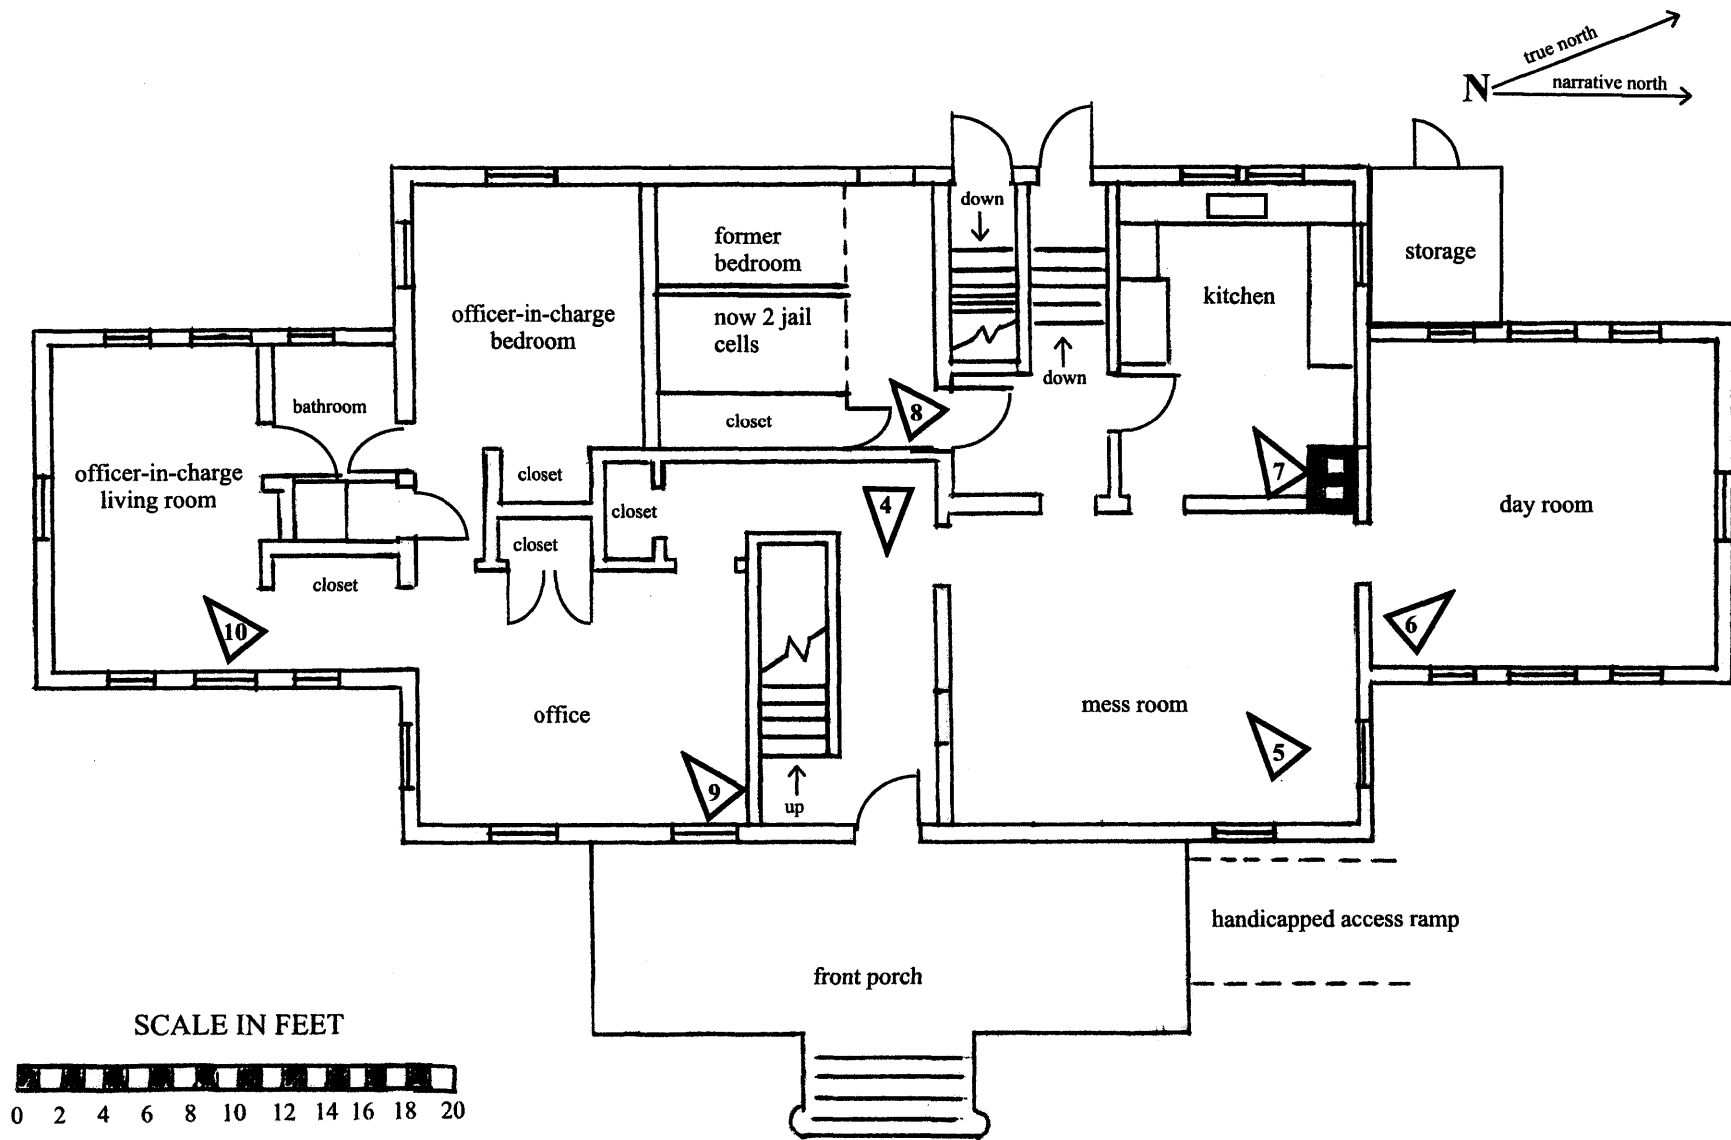 true north
N
narrative north
down
former
bedroom
storage
kitchen
officer-in-charge
bedroom
now 2 jail
cells
down
bathroom
8
closet
officer-in-charge
living room
closet
7
4
closet
day room
closet
closet
10
6
mess room
office
5
9
up
handicapped access ramp
front porch
SCALE IN FEET
0 2 4 6 8 10 12 14 16 18 20